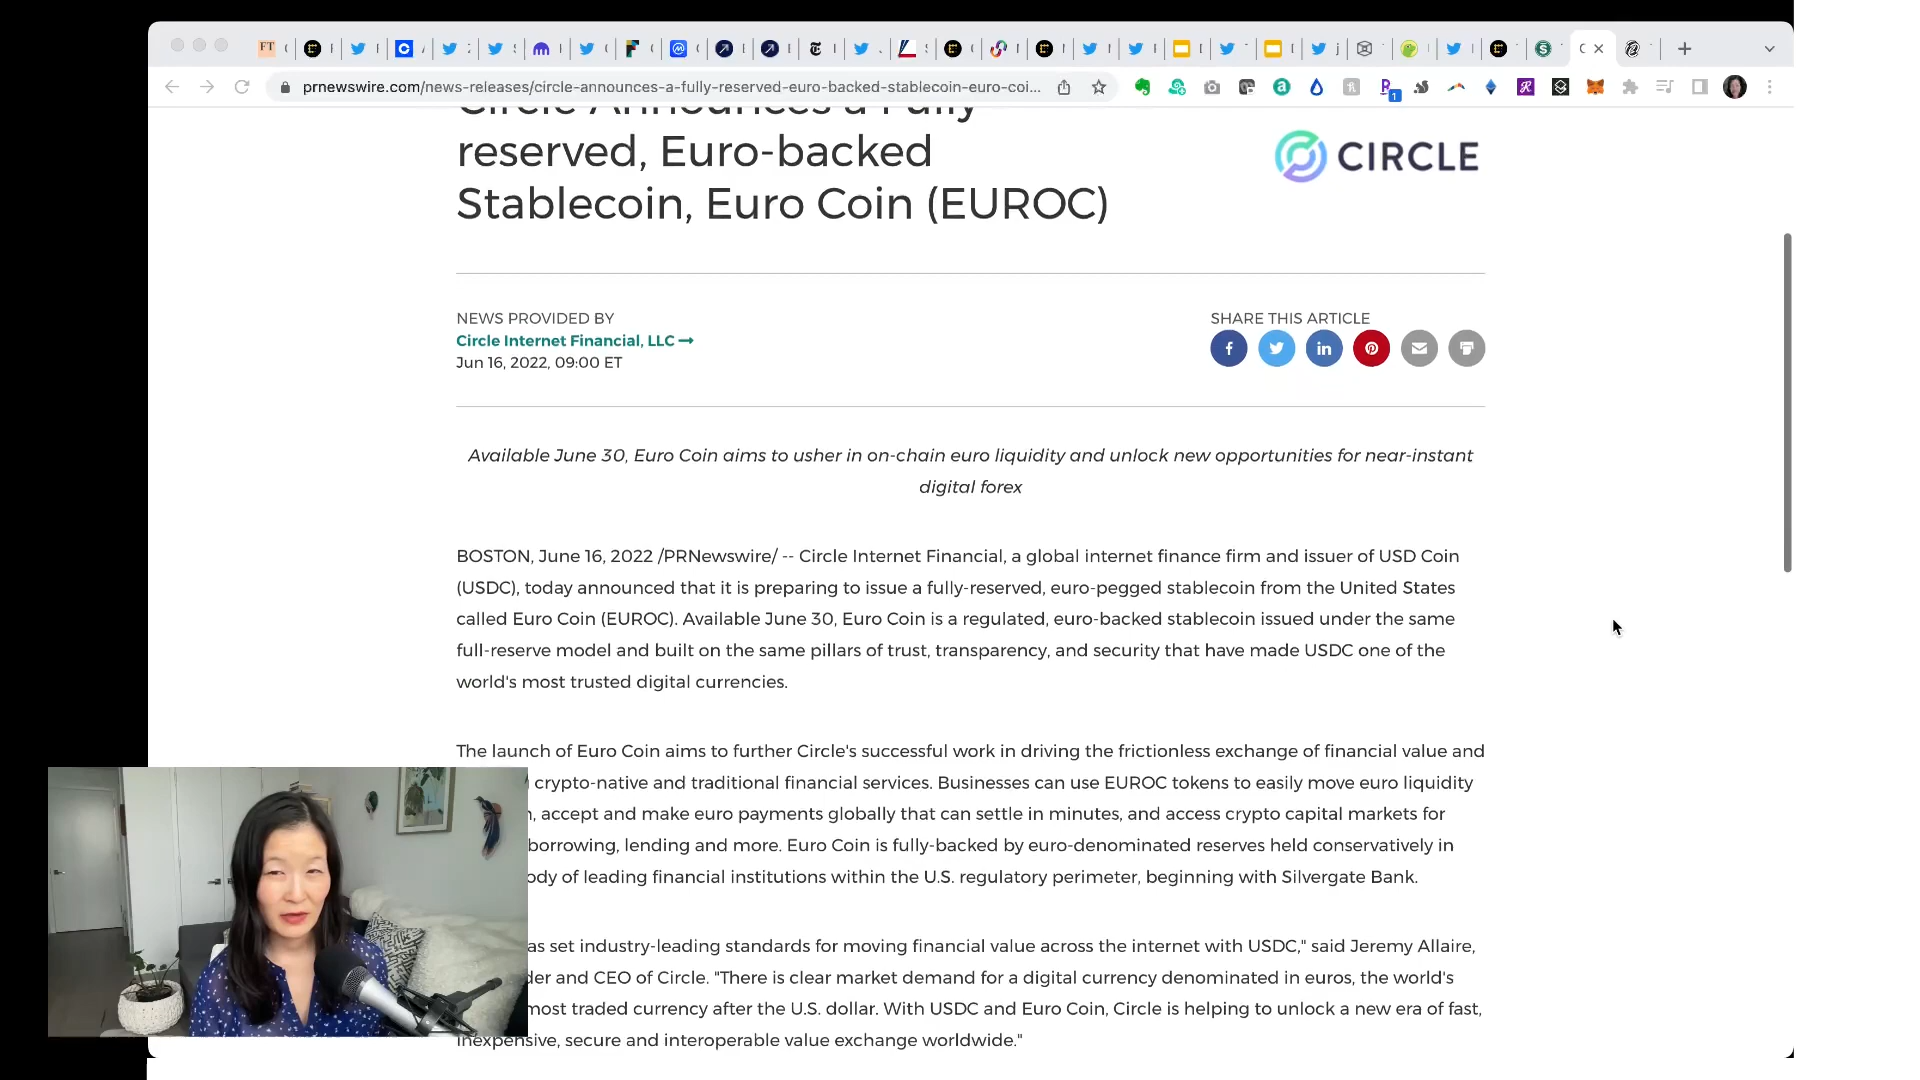 prnewswire.com/news-releases/circle-announces-a-fully-reserved-euro-backed-stablecoin-euro-coi...
Circle Announces a Fully
reserved, Euro-backed
Stablecoin, Euro Coin (EUROC)
CIRCLE
NEWS PROVIDED BY
Circle Internet Financial, LLC
Jun 16, 2022, 09:00 ET
SHARE THIS ARTICLE
Available June 30, Euro Coin aims to usher in on-chain euro liquidity and unlock new opportunities for near-instant
digital forex
BOSTON, June 16, 2022 /PRNewswire/ -- Circle Internet Financial, a global internet finance firm and issuer of USD Coin
(USDC), today announced that it is preparing to issue a fully-reserved, euro-pegged stablecoin from the United States
called Euro Coin (EUROC). Available June 30, Euro Coin is a regulated, euro-backed stablecoin issued under the same
full-reserve model and built on the same pillars of trust, transparency, and security that have made USDC one of the
world's most trusted digital currencies.
The launch of Euro Coin aims to further Circle's successful work in driving the frictionless exchange of financial value and
crypto-native and traditional financial services. Businesses can use EUROC tokens to easily move euro liquidity
, accept and make euro payments globally that can settle in minutes, and access crypto capital markets for
borrowing, lending and more. Euro Coin is fully-backed by euro-denominated reserves held conservatively in
ody of leading financial institutions within the U.S. regulatory perimeter, beginning with Silvergate Bank.
as set industry-leading standards for moving financial value across the internet with USDC," said Jeremy Allaire,
der and CEO of Circle. "There is clear market demand for a digital currency denominated in euros, the world's
most traded currency after the U.S. dollar. With USDC and Euro Coin, Circle is helping to unlock a new era of fast,
inexpensive, secure and interoperable value exchange worldwide."